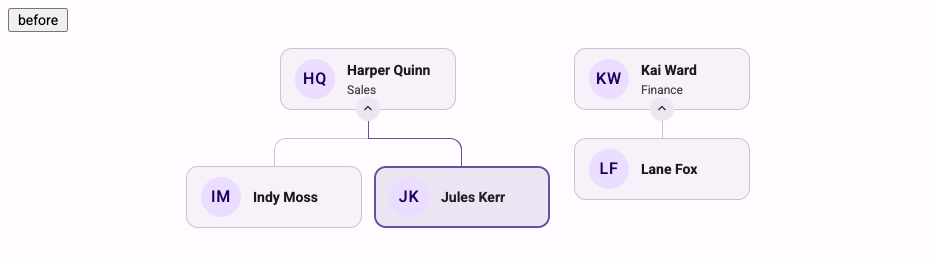 before
HQ
Harper Quinn
Sales
KW
Kai Ward
Finance
IM
Indy Moss
JK
Jules Kerr
LF
Lane Fox